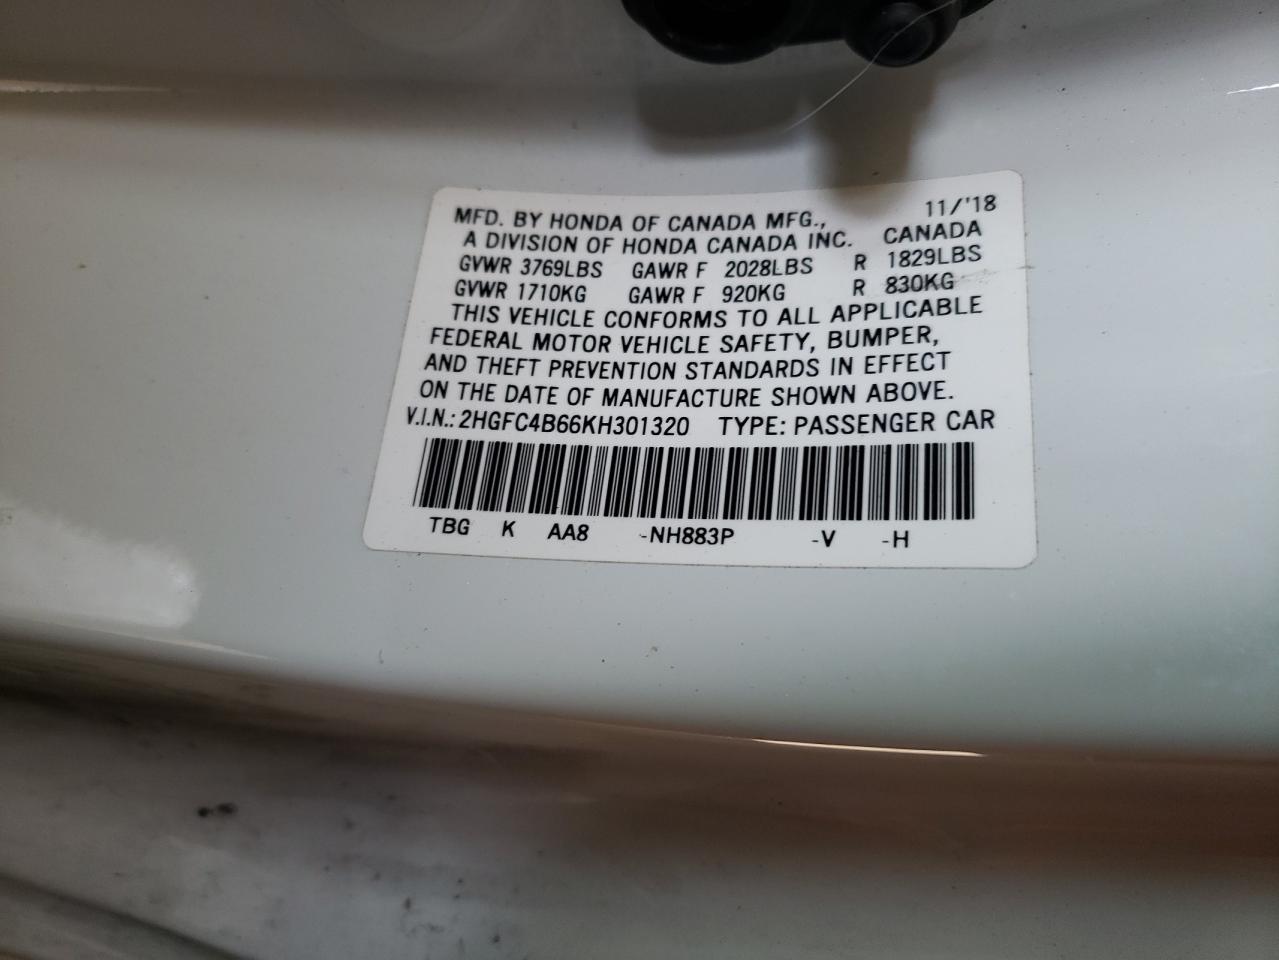 MFD. BY HONDA OF CANADA MFG., 11/'18
A DIVISION OF HONDA CANADA INC. CANADA
GVWR 3769LBS GAWR F 2028LBS R 1829LBS
GVWR 1710KG GAWR F 920KG R 830KG
THIS VEHICLE CONFORMS TO ALL APPLICABLE
FEDERAL MOTOR VEHICLE SAFETY, BUMPER,
AND THEFT PREVENTION STANDARDS IN EFFECT
ON THE DATE OF MANUFACTURE SHOWN ABOVE.
V.I.N.: 2HGFC4B66KH301320 TYPE: PASSENGER CAR
TBG K AA8 -NH883P -V -H